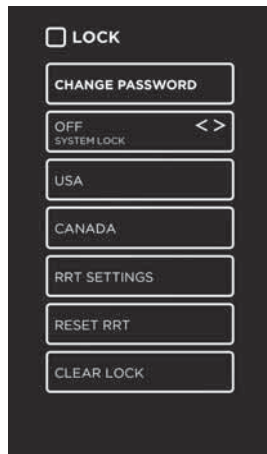 LOCK
CHANGE PASSWORD
OFF < >
SYSTEM LOCK
USA
CANADA
RRT SETTINGS
RESET RRT
CLEAR LOCK